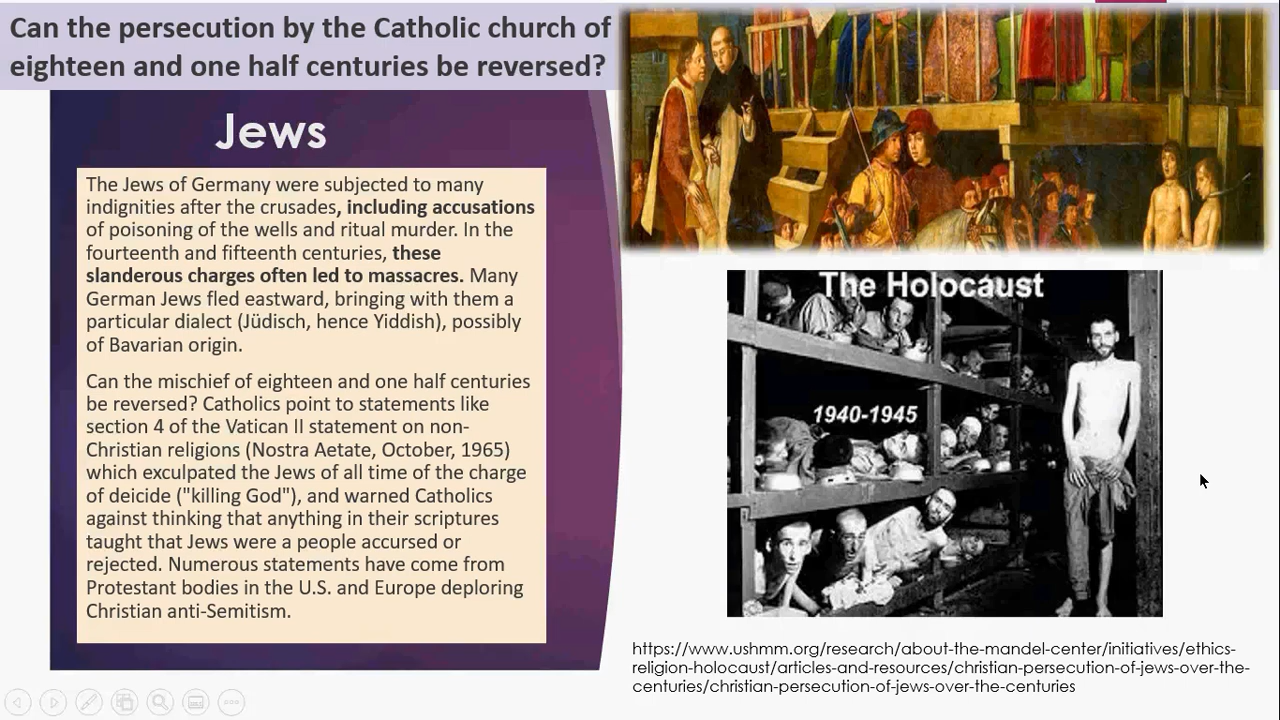 Can the persecution by the Catholic church of
eighteen and one half centuries be reversed?
Jews
The Jews of Germany were subjected to many
indignities after the crusades, including accusations
of poisoning of the wells and ritual murder. In the
fourteenth and fifteenth centuries, these
slanderous charges often led to massacres. Many
German Jews fled eastward, bringing with them a
particular dialect (Jüdisch, hence Yiddish), possibly
of Bavarian origin.
Can the mischief of eighteen and one half centuries
be reversed? Catholics point to statements like
section 4 of the Vatican II statement on non-
Christian religions (Nostra Aetate, October, 1965)
which exculpated the Jews of all time of the charge
of deicide ("killing God"), and warned Catholics
against thinking that anything in their scriptures
taught that Jews were a people accursed or
rejected. Numerous statements have come from
Protestant bodies in the U.S. and Europe deploring
Christian anti-Semitism.
The Holocaust
1940-1945
https://www.ushmm.org/research/about-the-mandel-center/initiatives/ethics-
religion-holocaust/articles-and-resources/christian-persecution-of-jews-over-the-
centuries/christian-persecution-of-jews-over-the-centuries